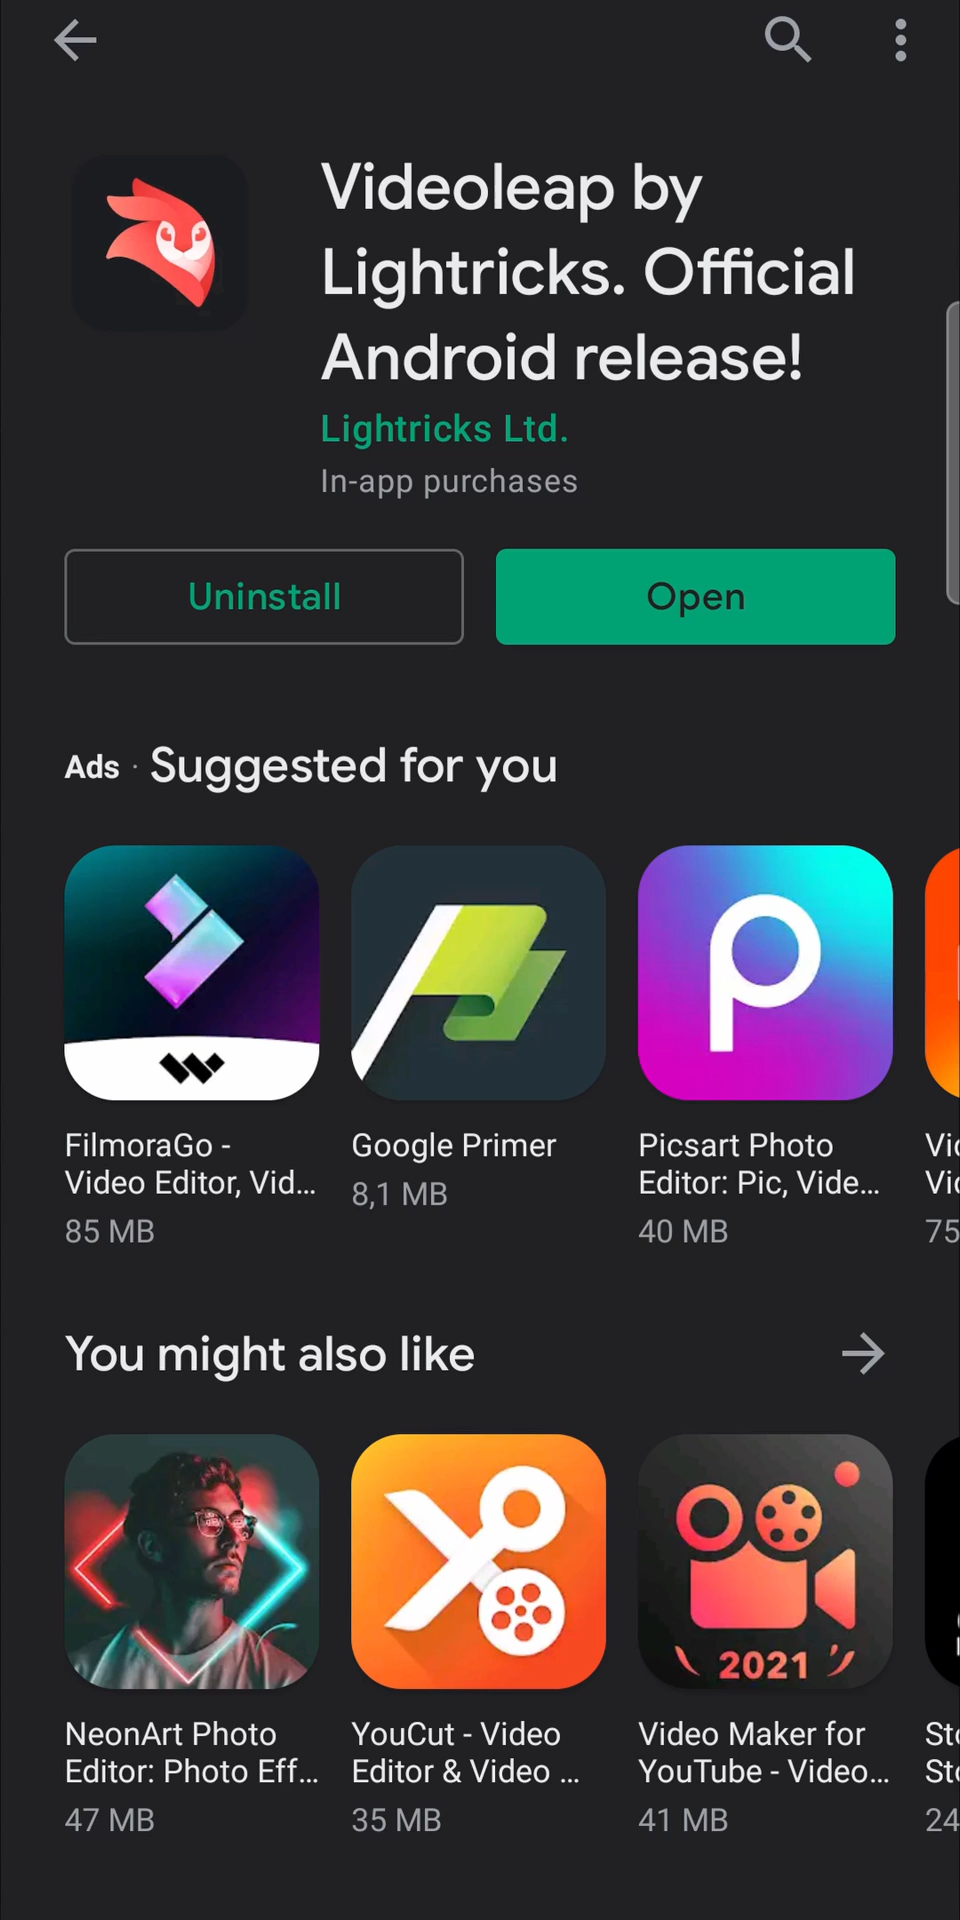 Videoleap by
Lightricks. Official
Android release!
Lightricks Ltd.
In-app purchases
Uninstall
Open
Ads · Suggested for you
FilmoraGo -
Video Editor, Vid...
85 MB
Google Primer
8,1 MB
Picsart Photo
Editor: Pic, Vide...
40 MB
75
You might also like
2021
NeonArt Photo
Editor: Photo Eff...
47 MB
YouCut - Video
Editor & Video ...
35 MB
Video Maker for
YouTube - Video...
41 MB
24